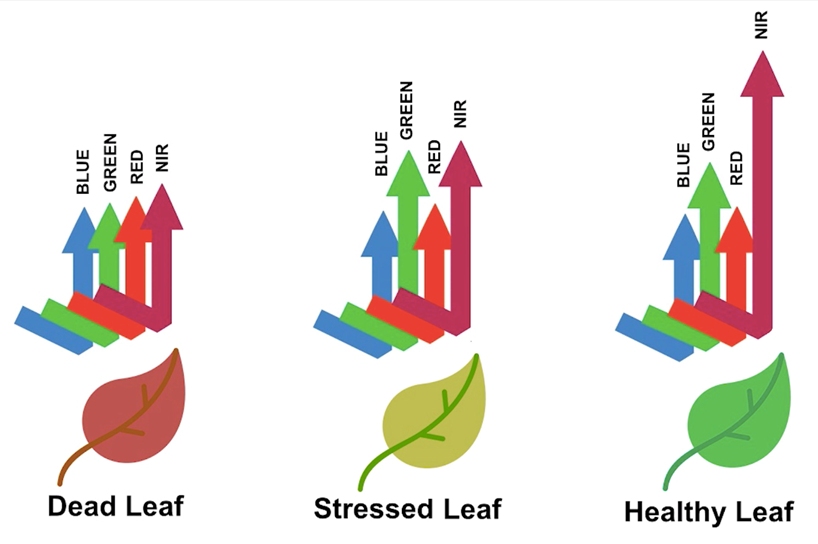 BLUE
GREEN
RED
NIR
BLUE
GREEN
RED
NIR
BLUE
GREEN
RED
NIR
Dead Leaf
Stressed Leaf
Healthy Leaf